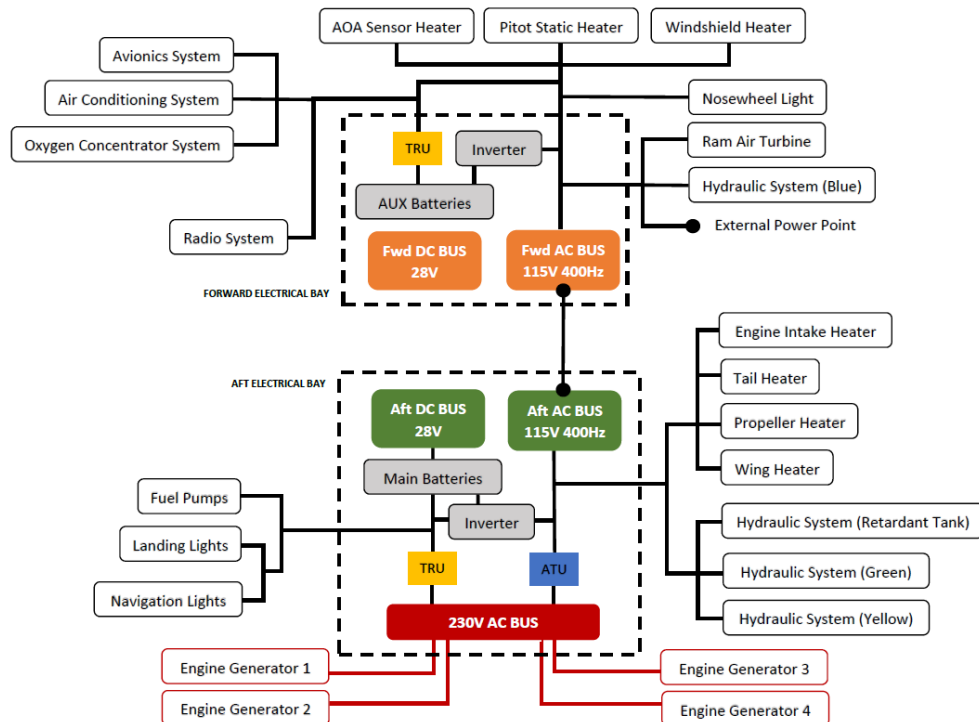 AOA Sensor Heater
Pitot Static Heater
Windshield Heater
Avionics System
Air Conditioning System
Nosewheel Light
Oxygen Concentrator System
TRU
Inverter
Ram Air Turbine
AUX Batteries
Hydraulic System (Blue)
Radio System
External Power Point
Fwd DC BUS
28V
Fwd AC BUS
115V 400Hz
FORWARD ELECTRICAL BAY
Engine Intake Heater
AFT ELECTRICAL BAY
Tail Heater
Aft DC BUS
28V
Aft AC BUS
115V 400Hz
Propeller Heater
Wing Heater
Main Batteries
Fuel Pumps
Inverter
Hydraulic System (Retardant Tank)
Landing Lights
TRU
ATU
Hydraulic System (Green)
Navigation Lights
Hydraulic System (Yellow)
230V AC BUS
Engine Generator 1
Engine Generator 3
Engine Generator 2
Engine Generator 4